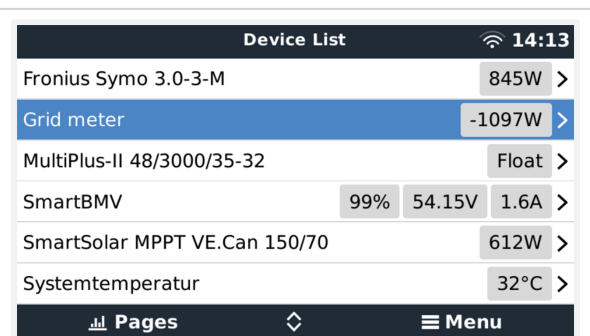 Device List 14:13
Fronius Symo 3.0-3-M 845W
Grid meter -1097W
MultiPlus-II 48/3000/35-32 Float
SmartBMV 99% 54.15V 1.6A
SmartSolar MPPT VE.Can 150/70 612W
Systemtemperatur 32°C
Pages Menu